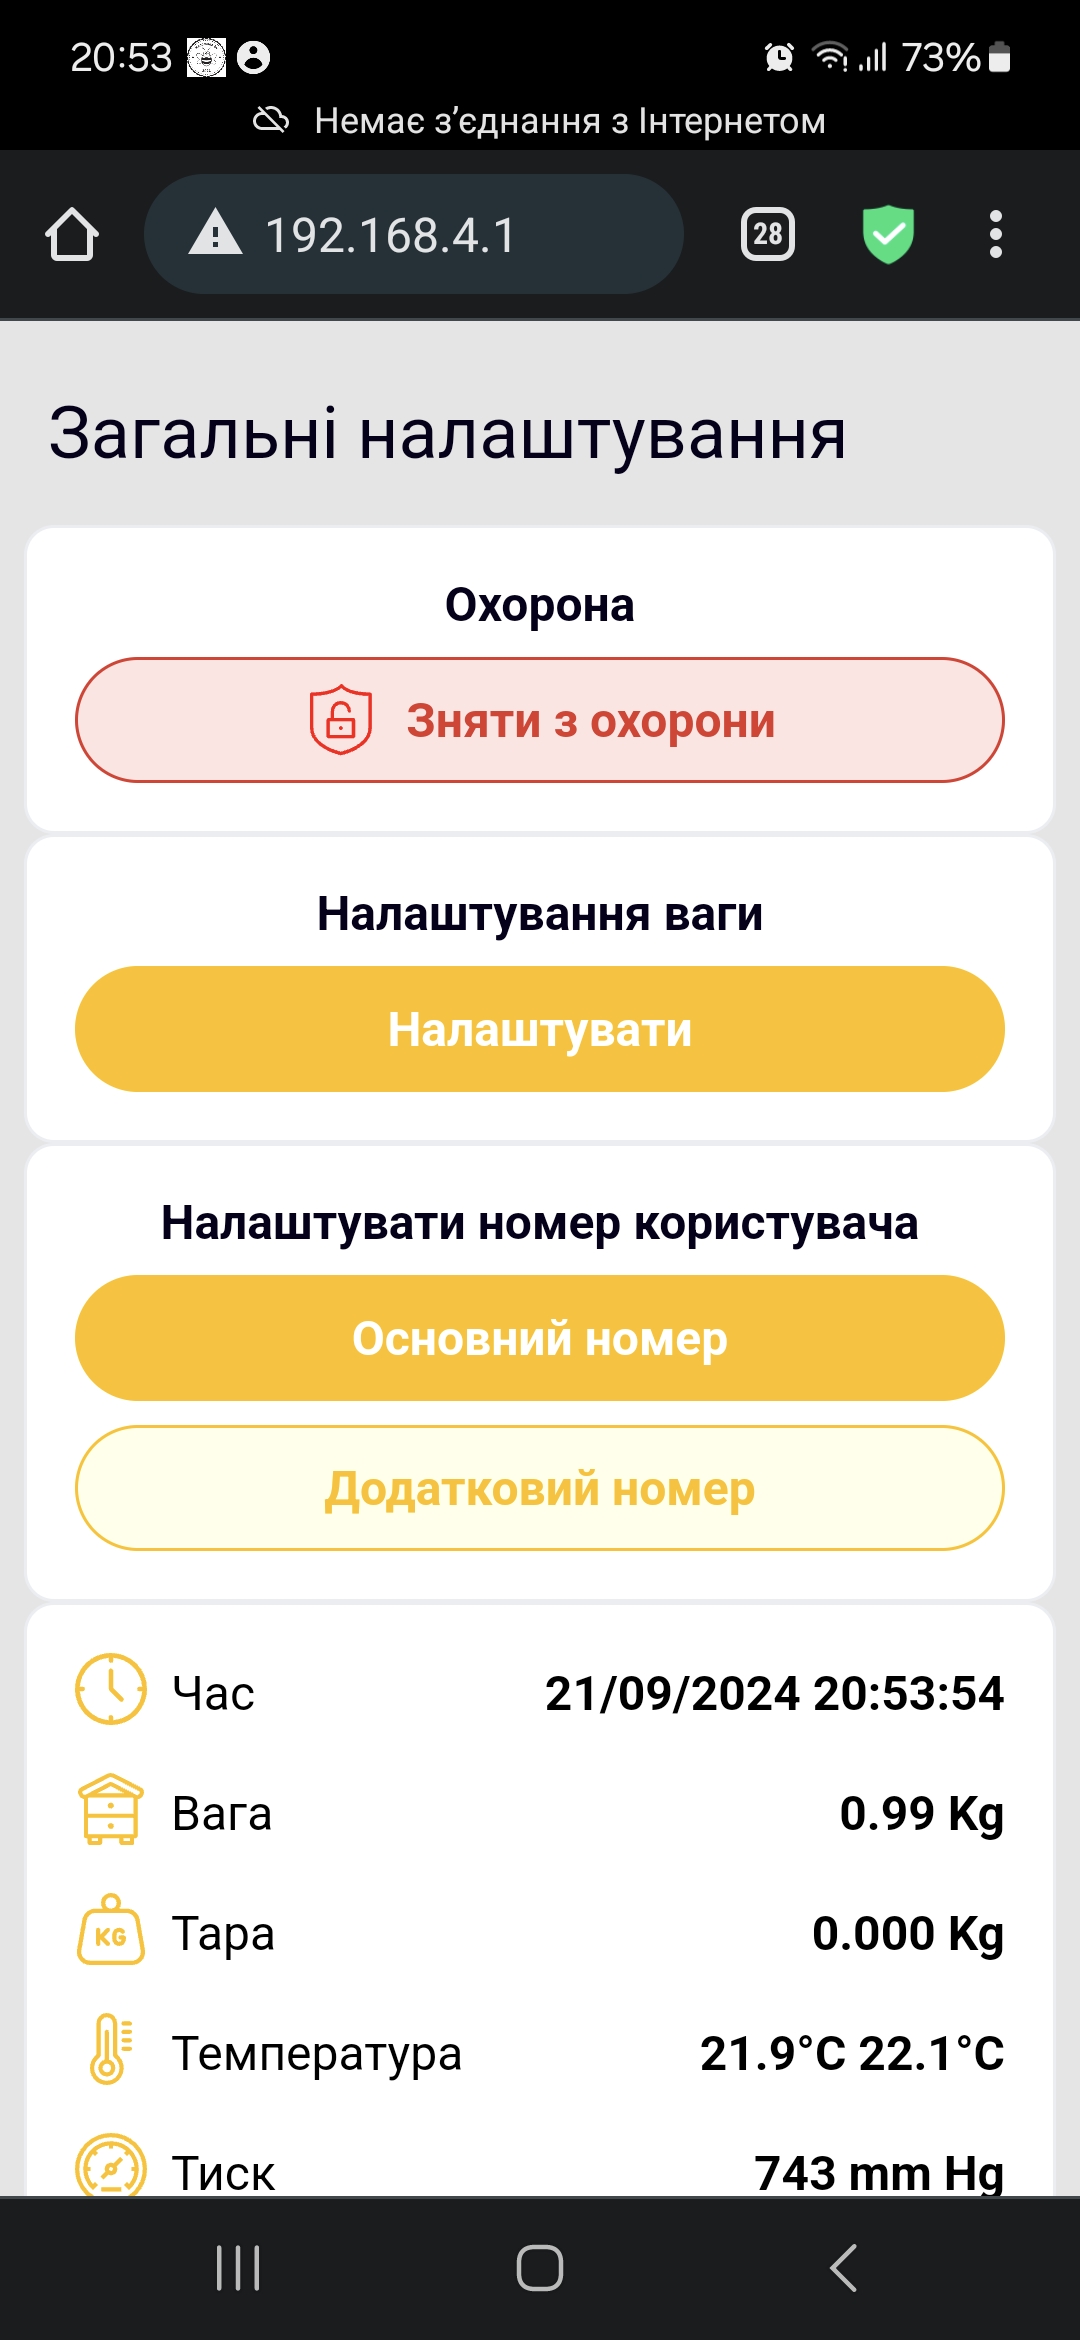 20:53 73%
Немає з’єднання з Інтернетом
192.168.4.1 28
Загальні налаштування
Охорона
Зняти з охорони
Налаштування ваги
Налаштувати
Налаштувати номер користувача
Основний номер
Додатковий номер
Час 21/09/2024 20:53:54
Вага 0.99 Kg
KG Тара 0.000 Kg
Температура 21.9°C 22.1°C
Тиск 743 mm Hg